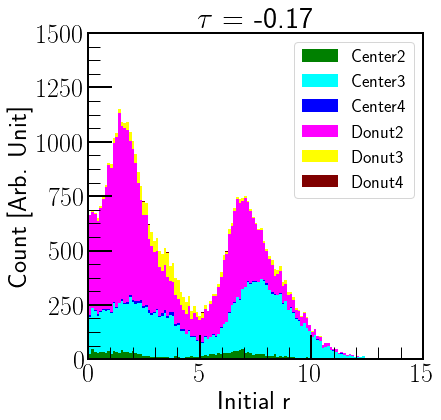 τ = -0.17
Count [Arb. Unit]
1500
1250
1000
750
500
250
0
Center2
Center3
Center4
Donut2
Donut3
Donut4
0 5 10 15
Initial r